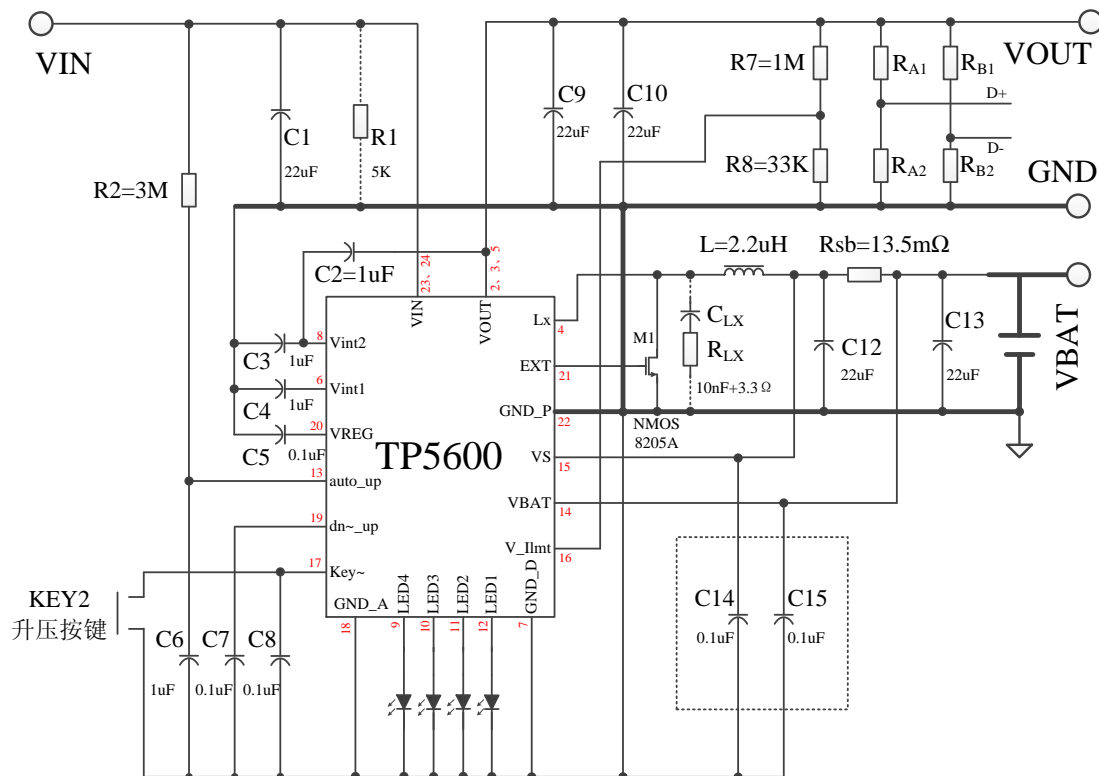 VIN
VOUT
R7=1M
RA1
RB1
C9
C10
22uF
22uF
D+
C1
R1
22uF
5K
D-
R8=33K
RA2
RB2
R2=3M
GND
L=2.2uH
Rsb=13.5mΩ
C2=1uF
23、24
2、3、5
VIN
VOUT
Lx
4
CLX
C13
VBAT
8
Vint2
C3
1uF
M1
RLX
C12
EXT
21
22uF
22uF
6
Vint1
C4
1uF
10nF+3.3Ω
GND_P
22
NMOS
8205A
20
VREG
C5
0.1uF
TP5600
VS
15
13
auto_up
VBAT
14
19
dn~_up
V_Ilmt
16
17
Key~
KEY2
升压按键
GND_A
LED4
LED3
LED2
LED1
GND_D
18
9
10
11
12
7
C14
C15
0.1uF
0.1uF
C6
C7
C8
1uF
0.1uF
0.1uF